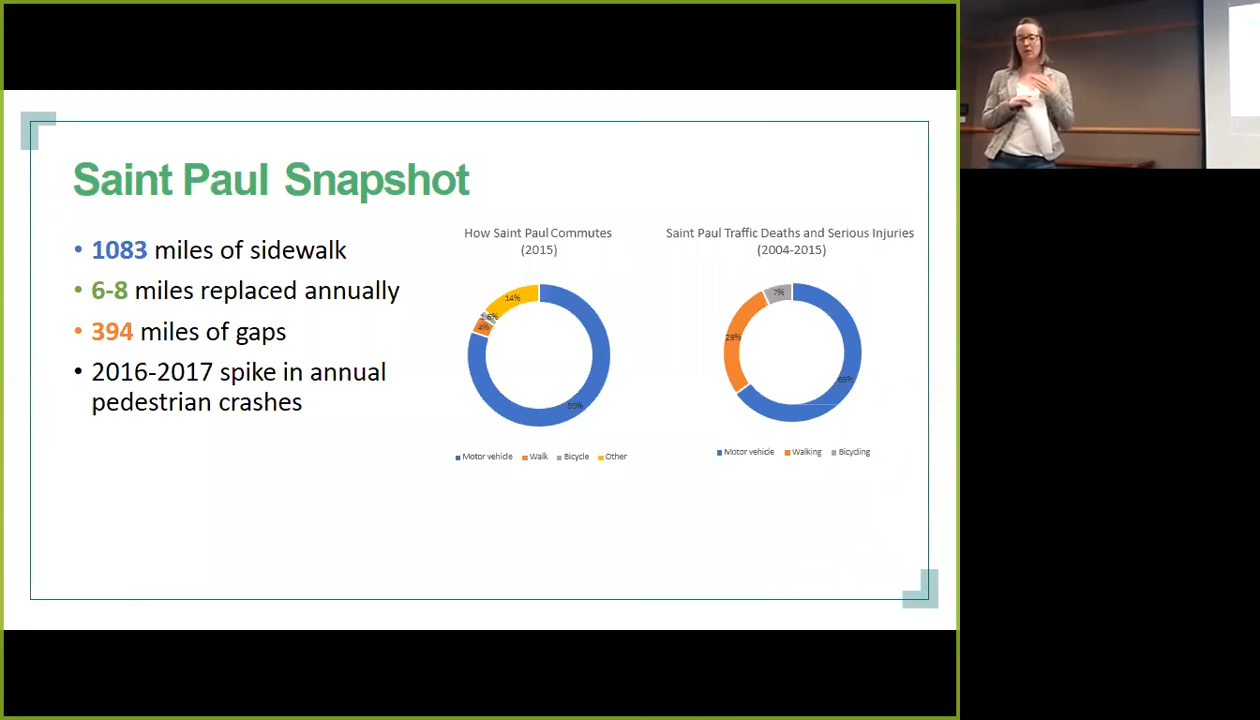 Saint Paul Snapshot
• 1083 miles of sidewalk
• 6-8 miles replaced annually
• 394 miles of gaps
• 2016-2017 spike in annual
pedestrian crashes
How Saint Paul Commutes
(2015)
14%
4%
80%
Motor vehicle Walk Bicycle Other
Saint Paul Traffic Deaths and Serious Injuries
(2004-2015)
7%
28%
Motor vehicle Walking Bicycling